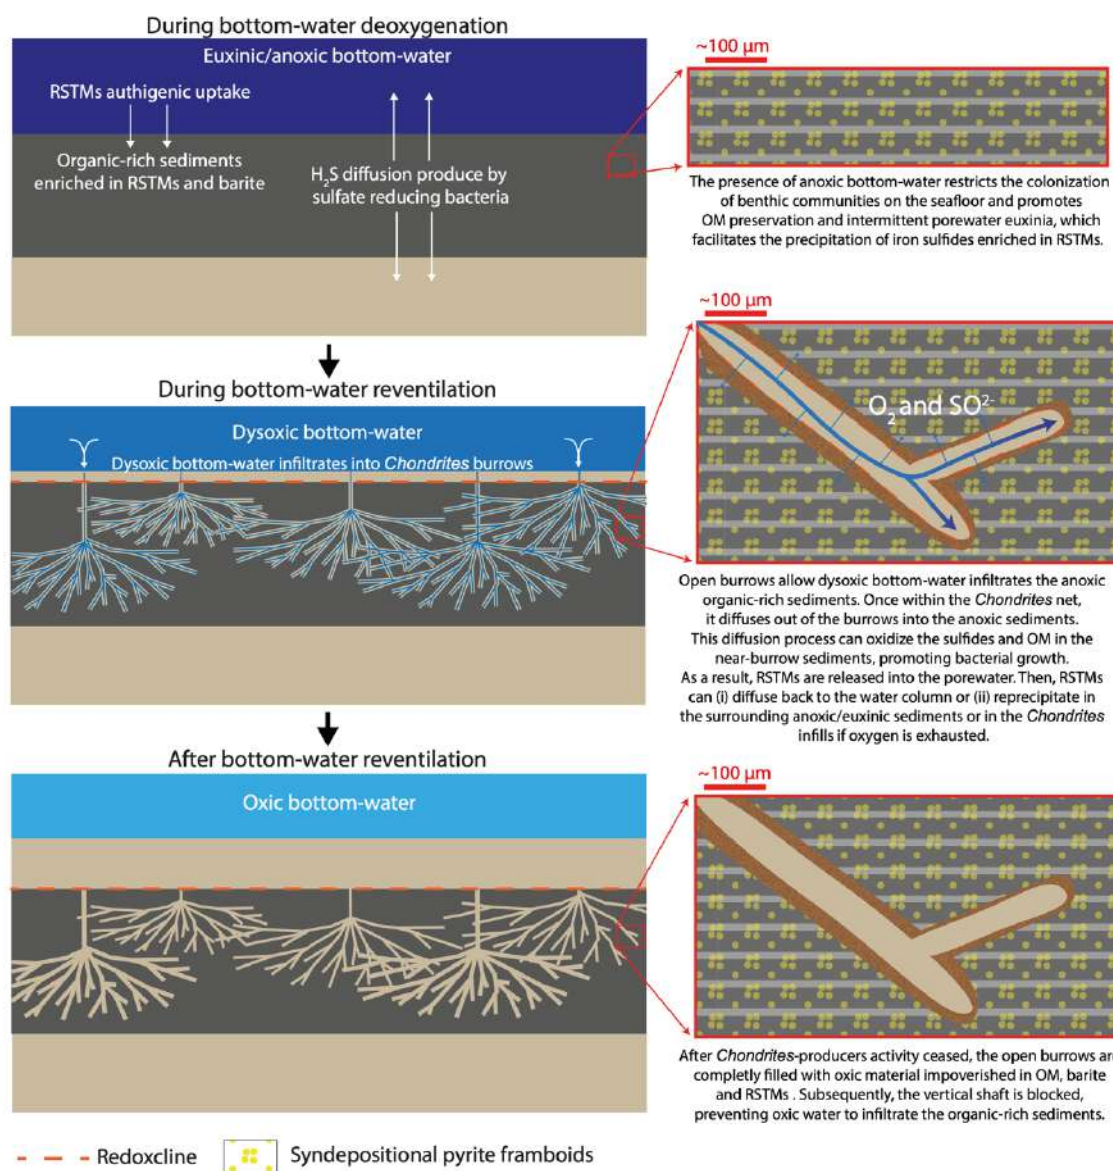 During bottom-water deoxygenation
Euxinic/anoxic bottom-water
RSTMs authigenic uptake
Organic-rich sediments
enriched in RSTMs and barite
H₂S diffusion produce by
sulfate reducing bacteria
~100 µm
The presence of anoxic bottom-water restricts the colonization
of benthic communities on the seafloor and promotes
OM preservation and intermittent porewater euxinia, which
facilitates the precipitation of iron sulfides enriched in RSTMs.
During bottom-water reventilation
Dysoxic bottom-water
Dysoxic bottom-water infiltrates into Chondrites burrows
~100 µm
O₂ and SO²⁻
Open burrows allow dysoxic bottom-water infiltrates the anoxic
organic-rich sediments. Once within the Chondrites net,
it diffuses out of the burrows into the anoxic sediments.
This diffusion process can oxidize the sulfides and OM in the
near-burrow sediments, promoting bacterial growth.
As a result, RSTMs are released into the porewater. Then, RSTMs
can (i) diffuse back to the water column or (ii) reprecipitate in
the surrounding anoxic/euxinic sediments or in the Chondrites
infills if oxygen is exhausted.
After bottom-water reventilation
Oxic bottom-water
~100 µm
After Chondrites-producers activity ceased, the open burrows ar
completly filled with oxic material impoverished in OM, barite
and RSTMs . Subsequently, the vertical shaft is blocked,
preventing oxic water to infiltrate the organic-rich sediments.
Redoxcline
Syndepositional pyrite framboids